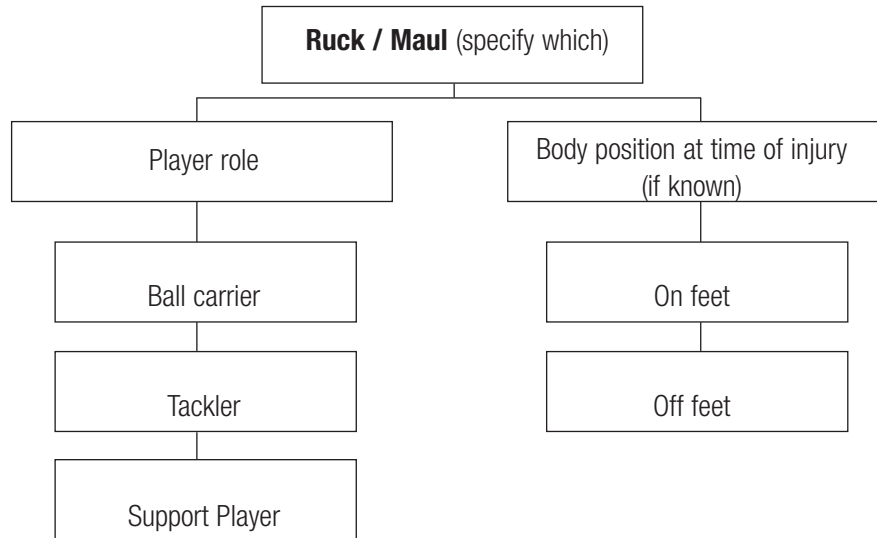 Ruck / Maul (specify which)
Player role
Ball carrier
Tackler
Support Player
Body position at time of injury
(if known)
On feet
Off feet